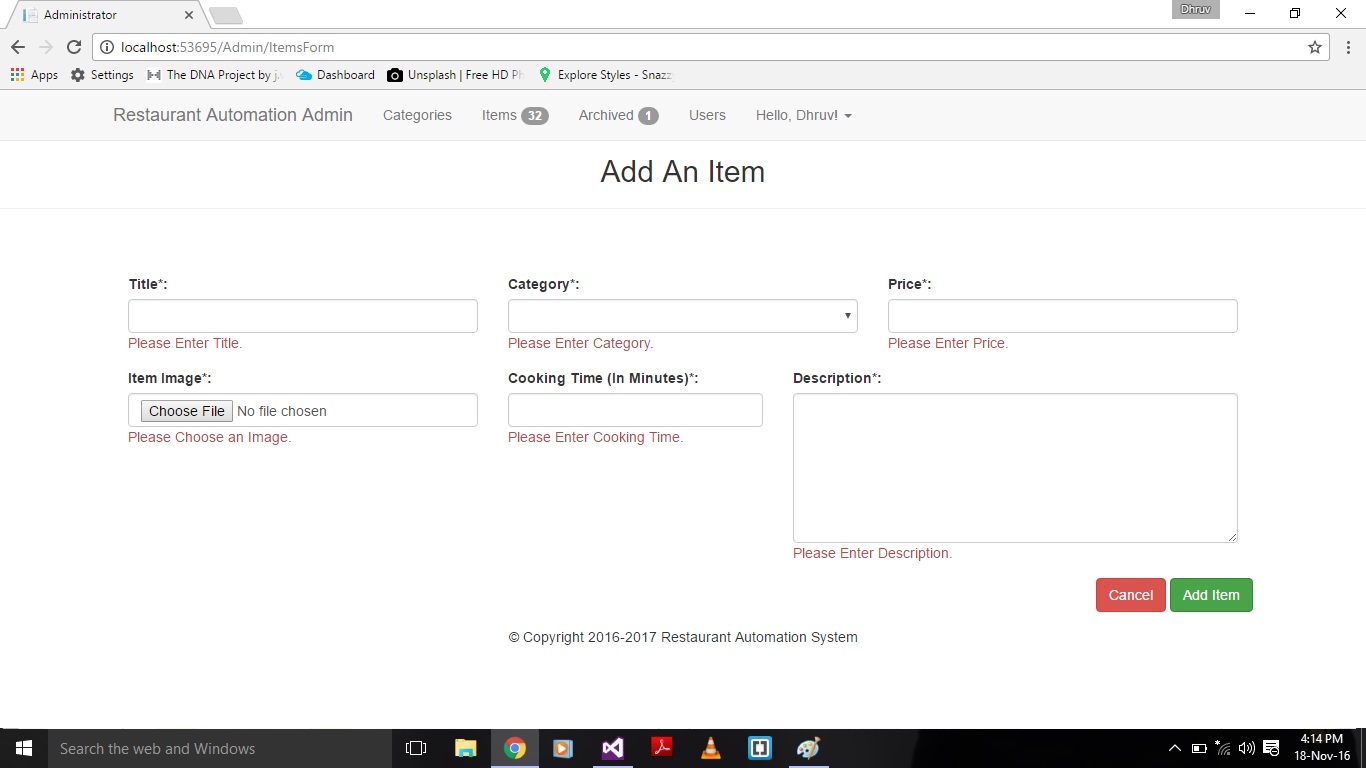 Administrator
Dhruv
localhost:53695/Admin/ItemsForm
Apps Settings The DNA Project by Dashboard Unsplash | Free HD Explore Styles - Snazz
Restaurant Automation Admin Categories Items 32 Archived 1 Users Hello, Dhruv!
Add An Item
Title*: Category*: Price*:
Please Enter Title. Please Enter Category. Please Enter Price.
Item Image*: Cooking Time (In Minutes)*: Description*:
Choose File No file chosen
Please Choose an Image. Please Enter Cooking Time.
Please Enter Description.
Cancel Add Item
© Copyright 2016-2017 Restaurant Automation System
Search the web and Windows
4:14 PM
18-Nov-16